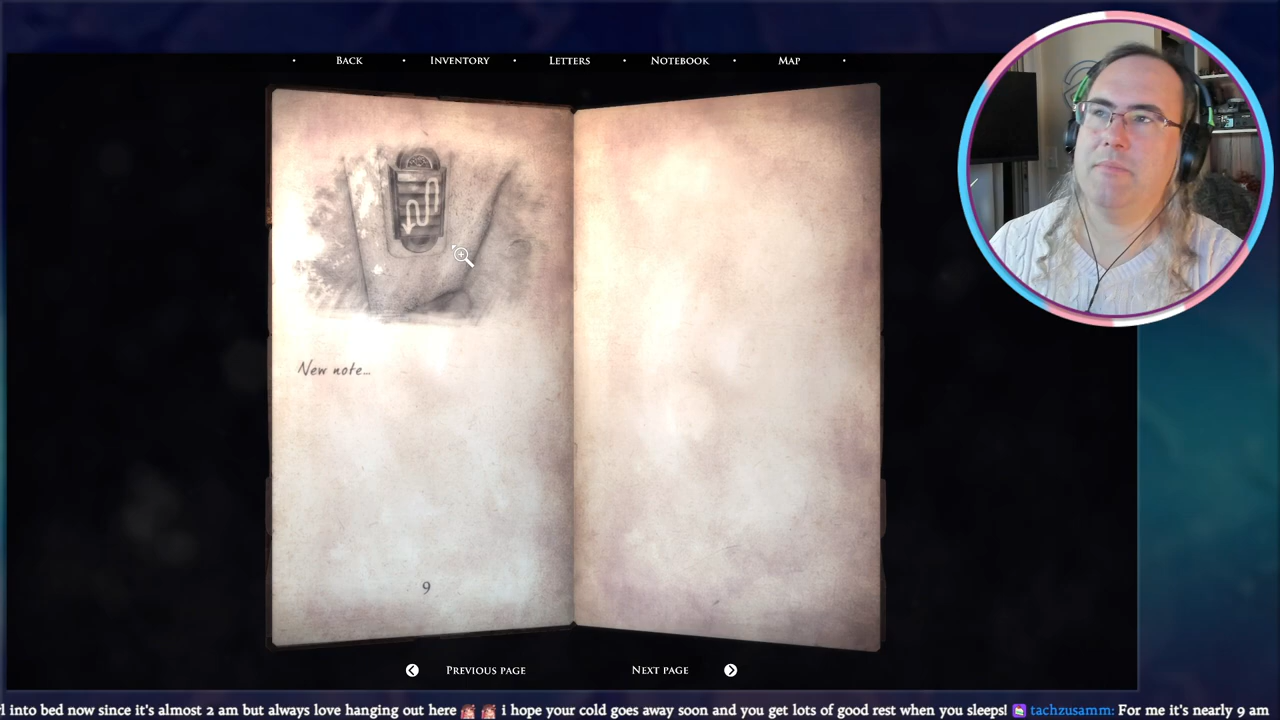 BACK
INVENTORY
LETTERS
NOTEBOOK
MAP
New note...
9
PREVIOUS PAGE
NEXT PAGE
l into bed now since it's almost 2 am but always love hanging out here i hope your cold goes away soon and you get lots of good rest when you sleeps! tachzusamm: For me it's nearly 9 am